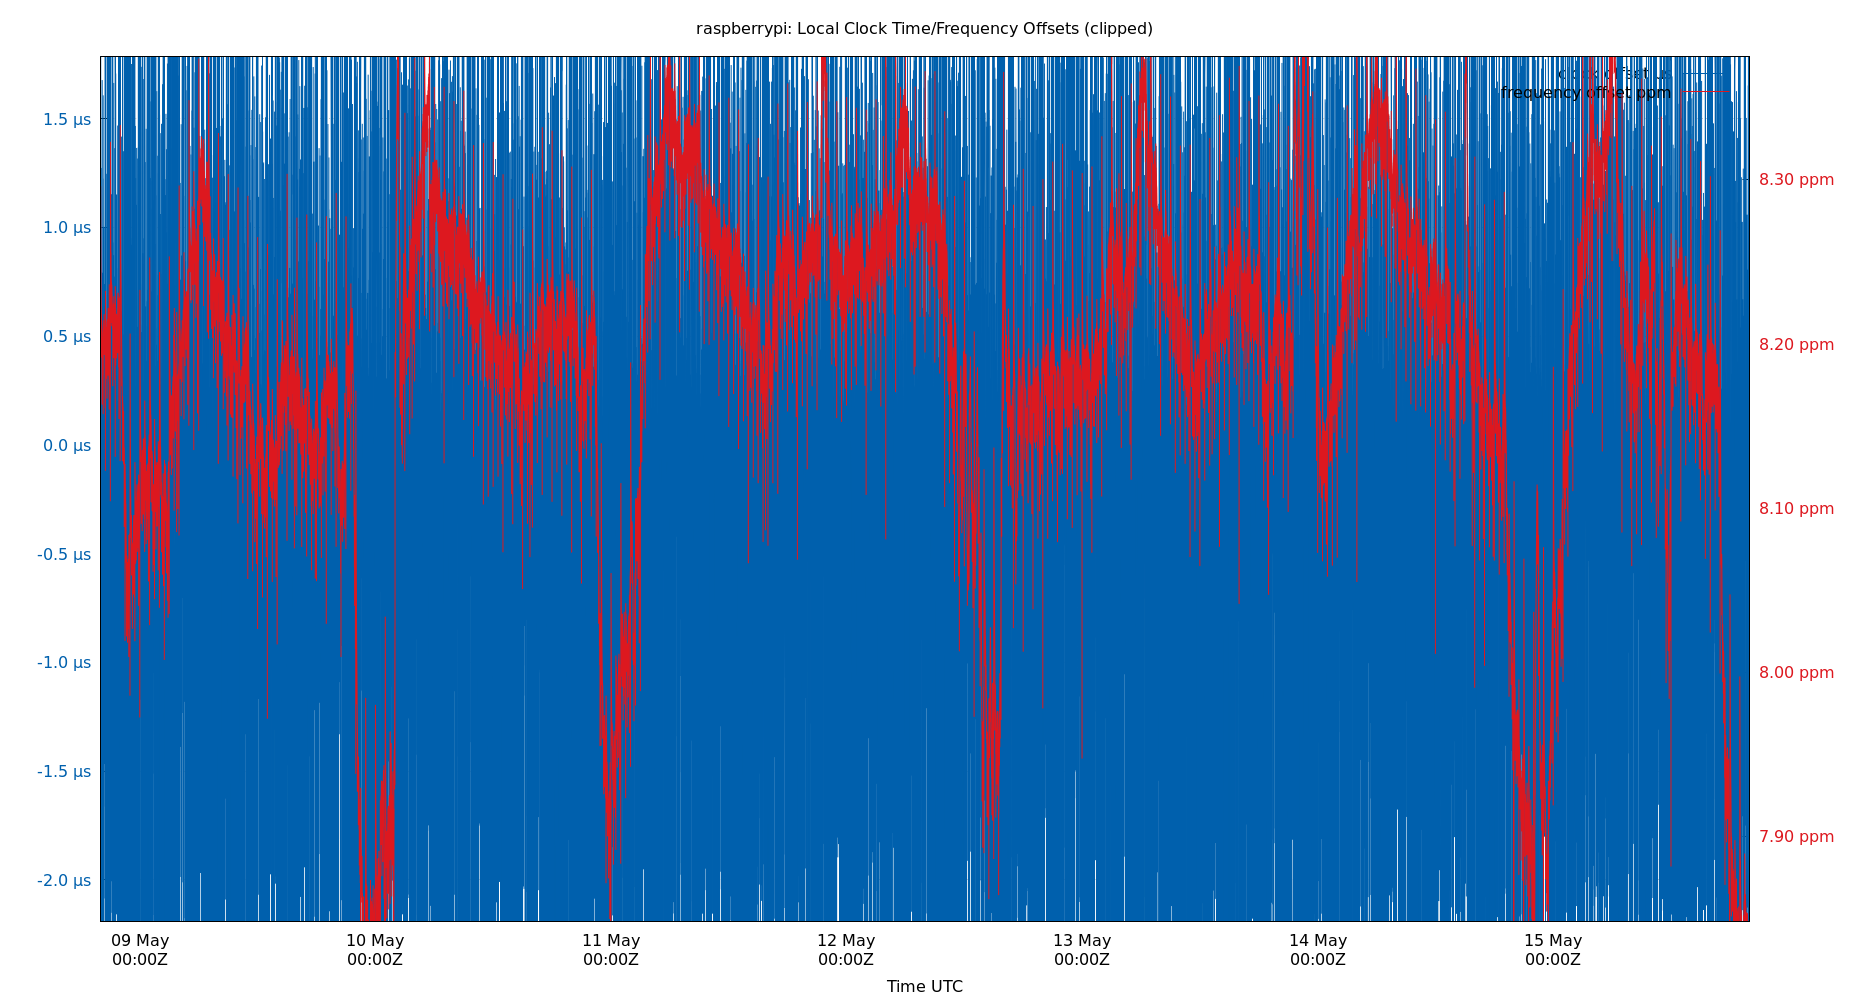 raspberrypi: Local Clock Time/Frequency Offsets (clipped)
clock offset µs
frequency offset ppm
1.5 µs
1.0 µs
0.5 µs
0.0 µs
-0.5 µs
-1.0 µs
-1.5 µs
-2.0 µs
8.30 ppm
8.20 ppm
8.10 ppm
8.00 ppm
7.90 ppm
09 May
00:00Z
10 May
00:00Z
11 May
00:00Z
12 May
00:00Z
13 May
00:00Z
14 May
00:00Z
15 May
00:00Z
Time UTC